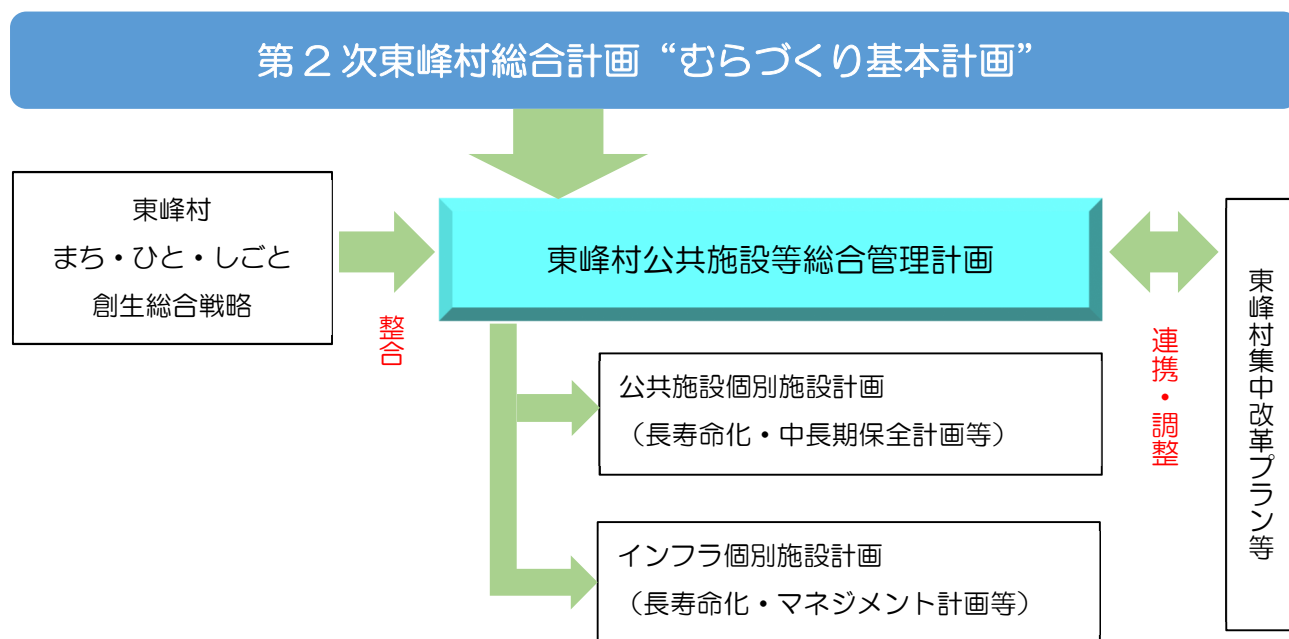 第2次東峰村総合計画 “むらづくり基本計画”
東峰村
まち・ひと・しごと
創生総合戦略
整合
東峰村公共施設等総合管理計画
連携・調整
東峰村集中改革プラン等
公共施設個別施設計画
（長寿命化・中長期保全計画等）
インフラ個別施設計画
（長寿命化・マネジメント計画等）